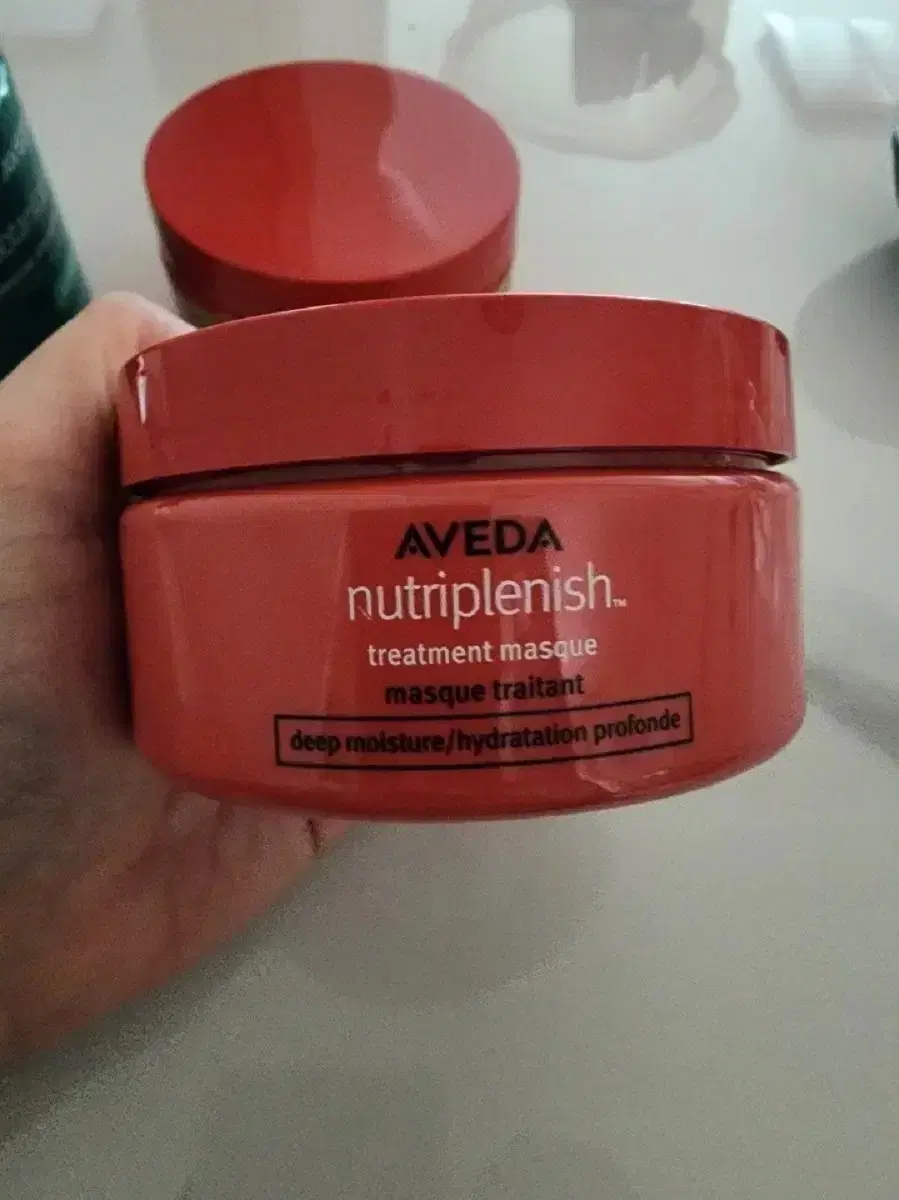 AVEDA
nutriplenish™
treatment masque
masque traitant
deep moisture/hydratation profonde